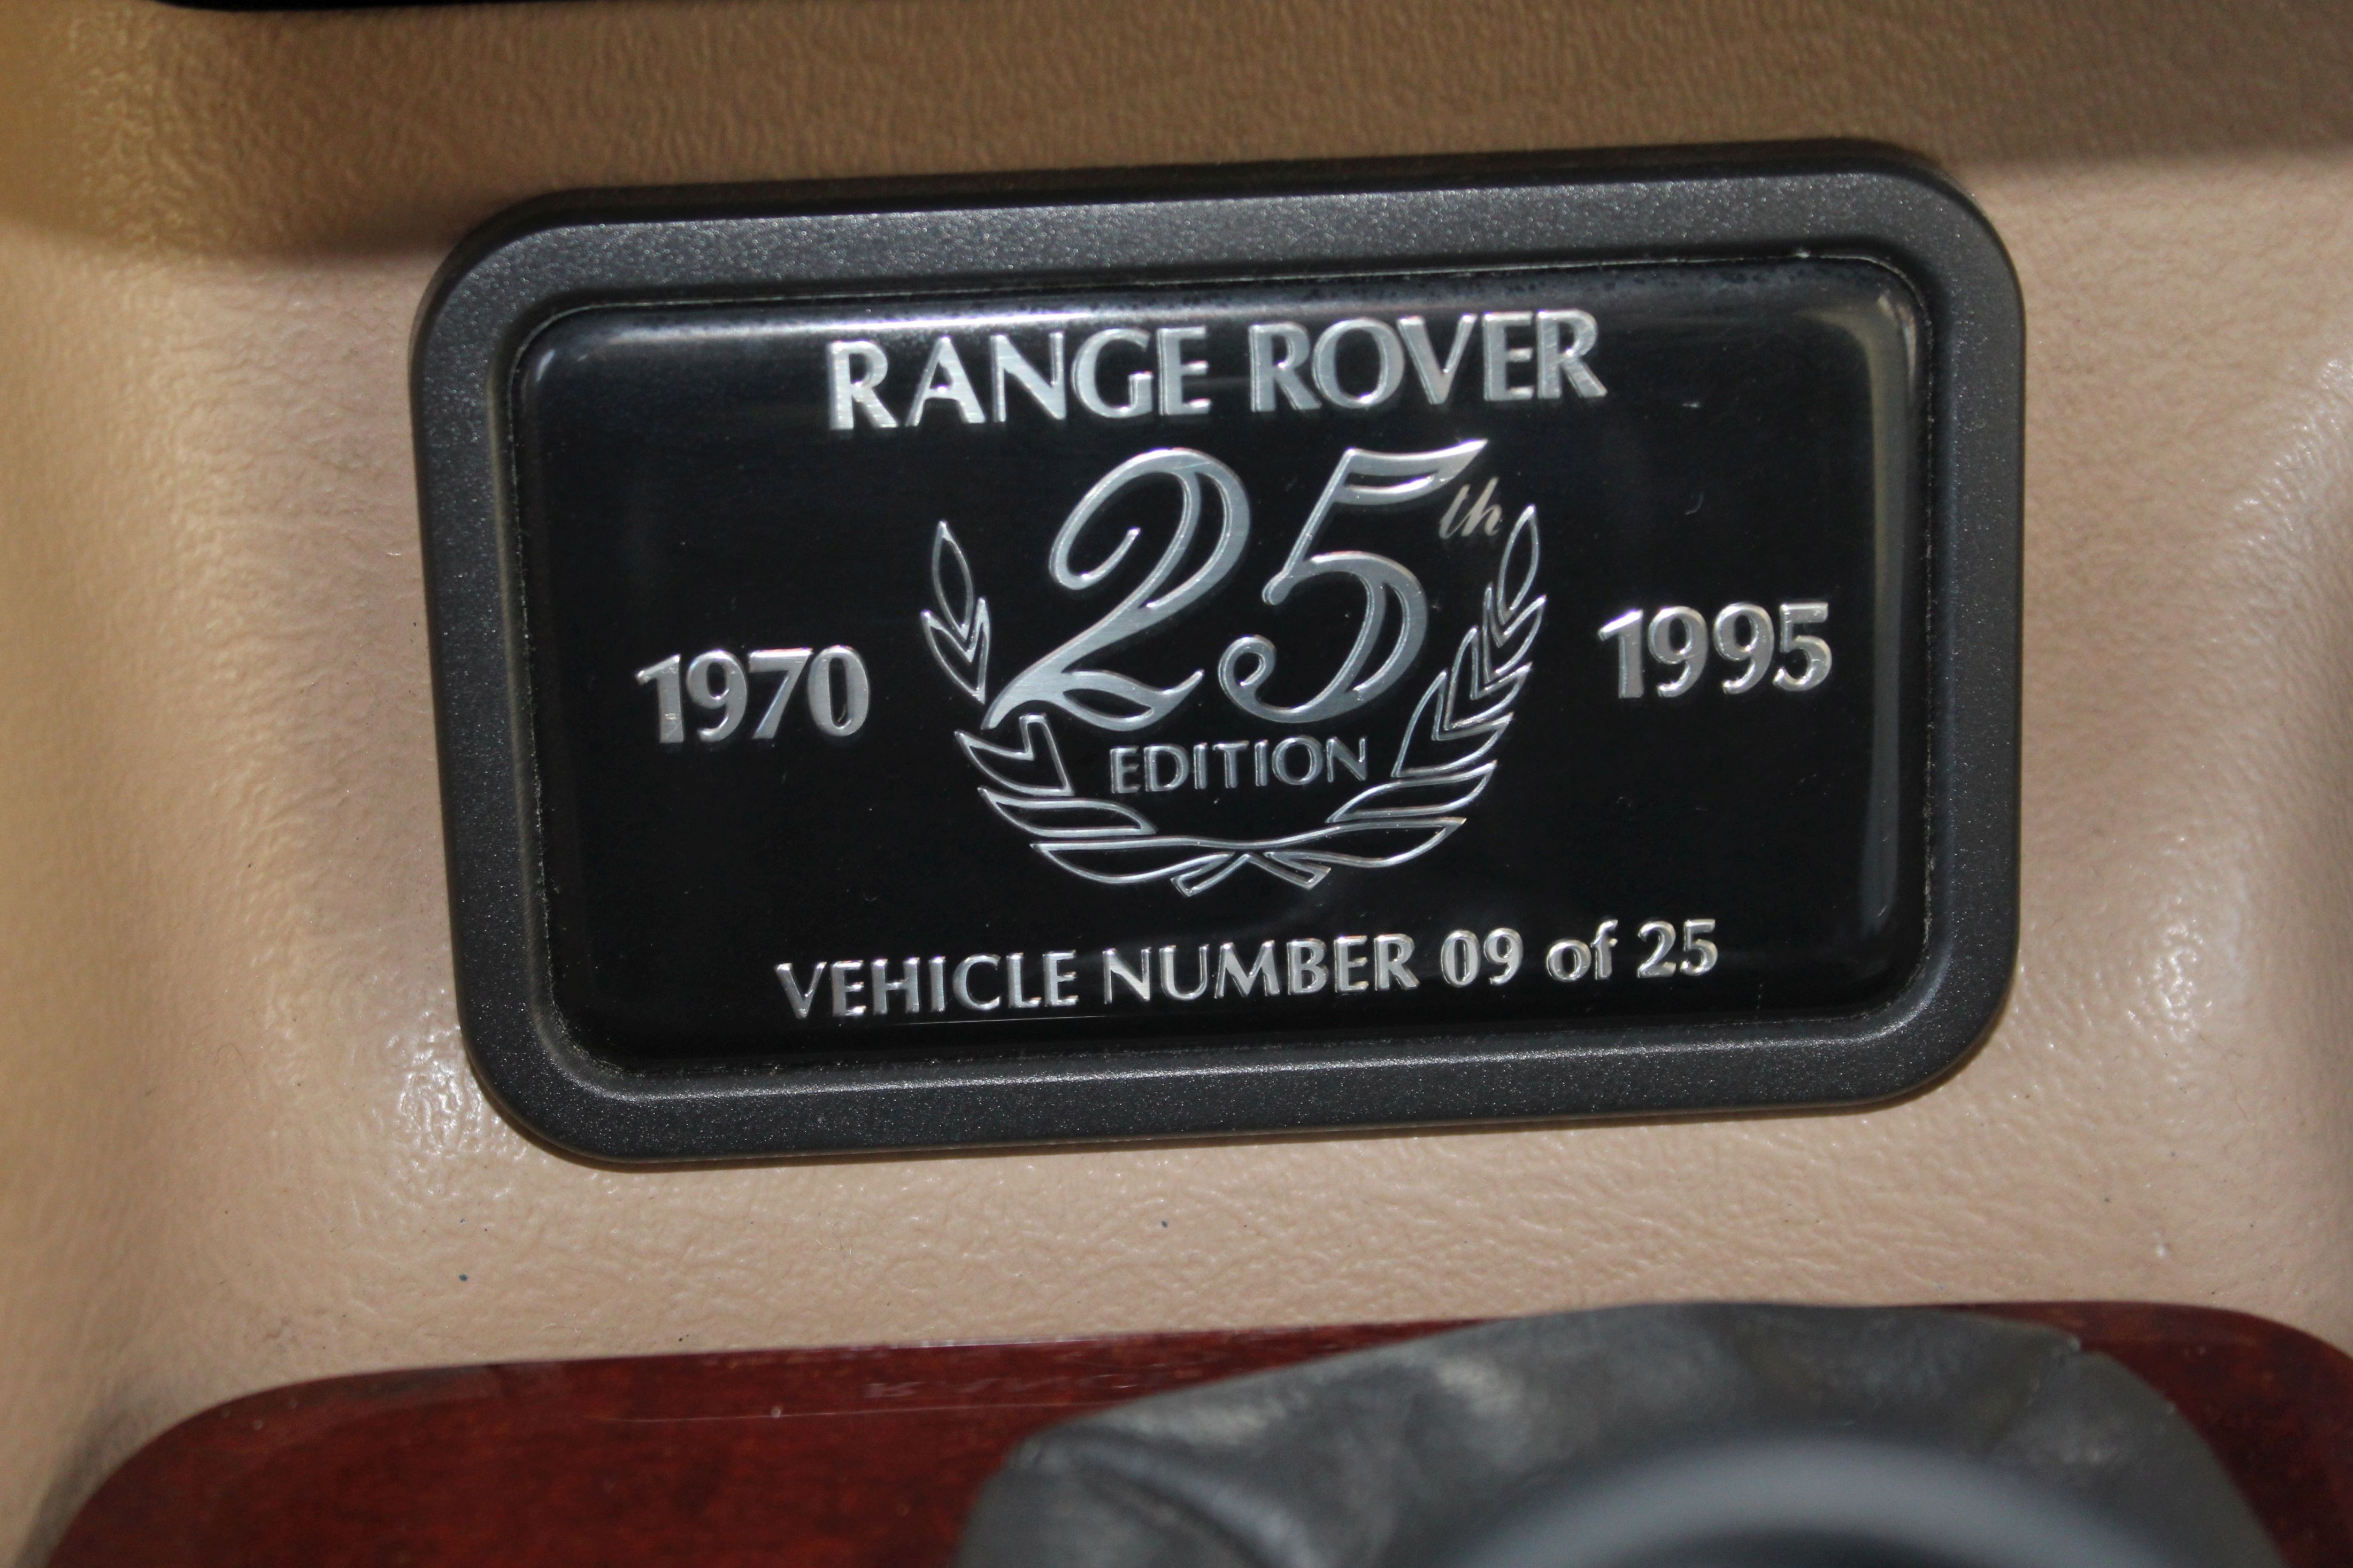 RANGE ROVER
25th
1970
1995
EDITION
VEHICLE NUMBER 09 of 25